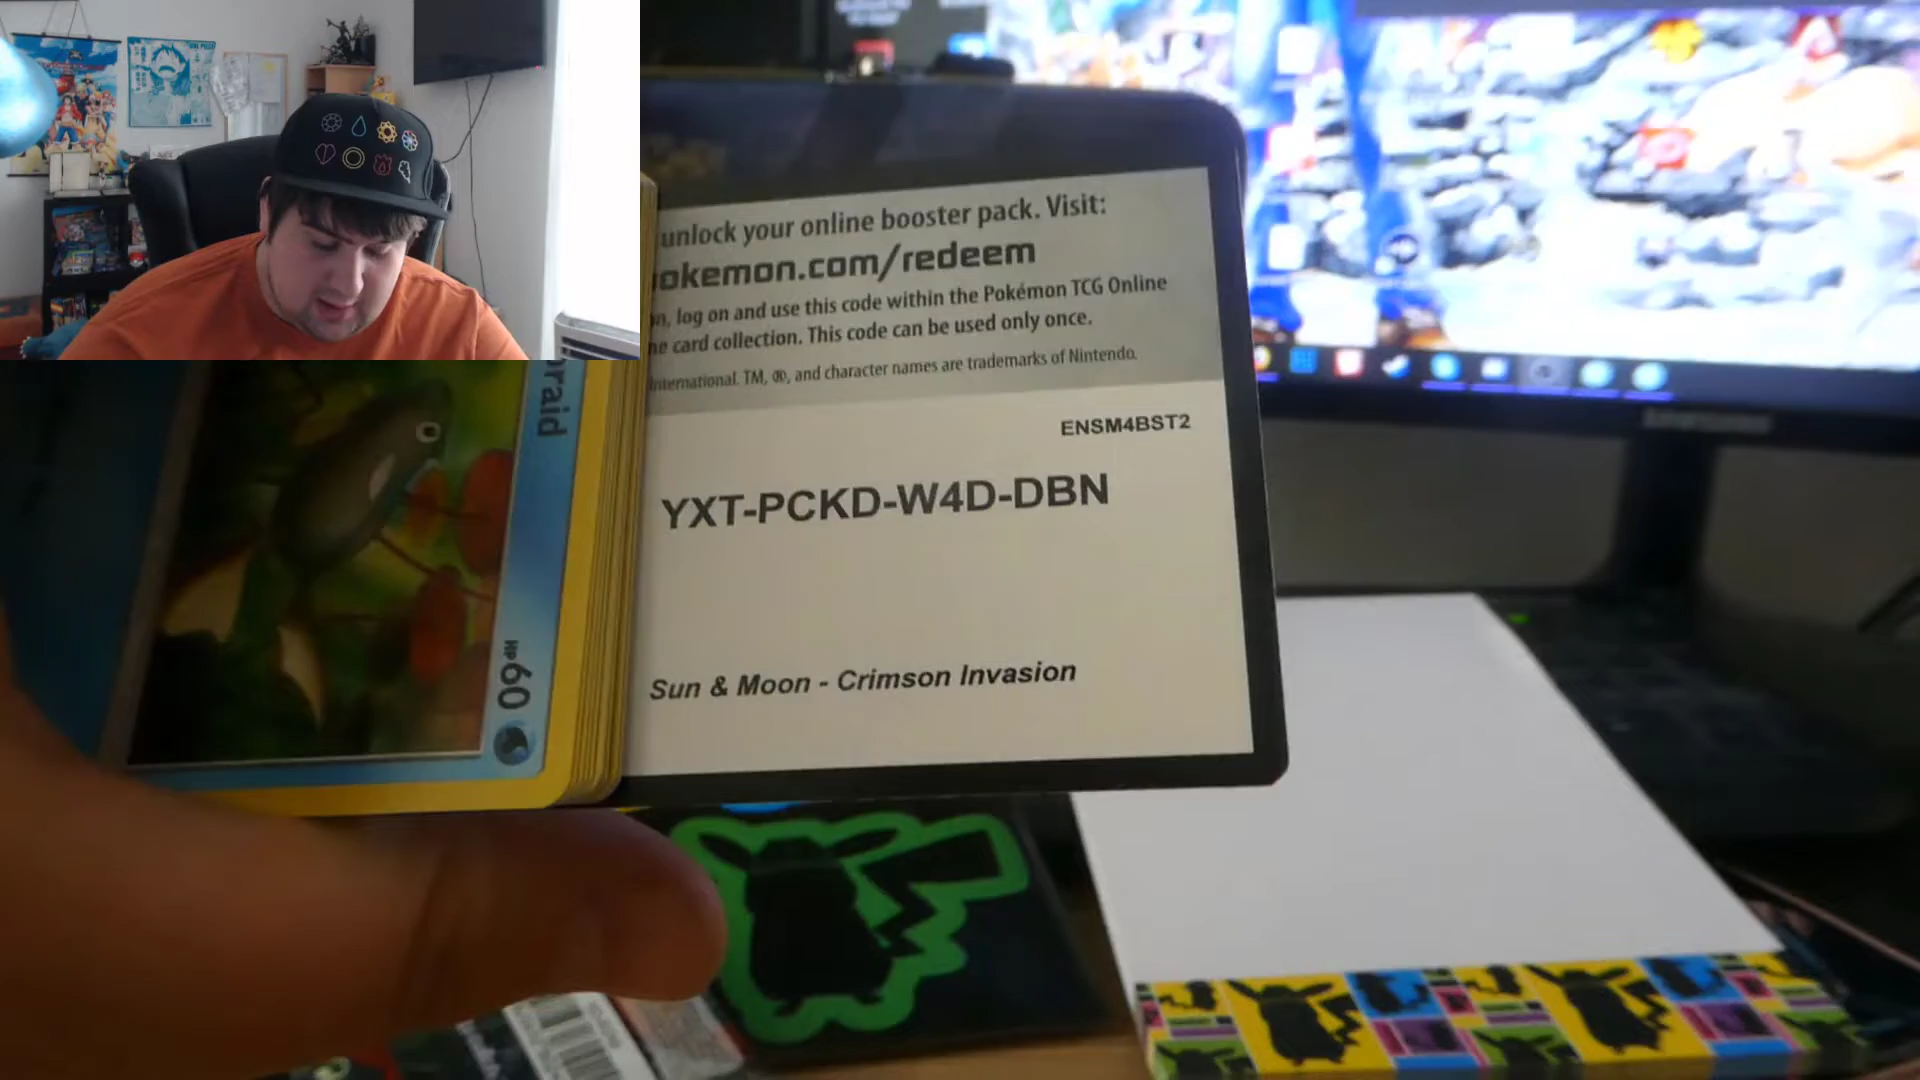 unlock your online booster pack. Visit:
okemon.com/redeem
log on and use this code within the Pokémon TCG Online
card collection. This code can be used only once.
International. TM, ®, and character names are trademarks of Nintendo.
ENSM4BST2
YXT-PCKD-W4D-DBN
Sun & Moon - Crimson Invasion
raid
HP 60